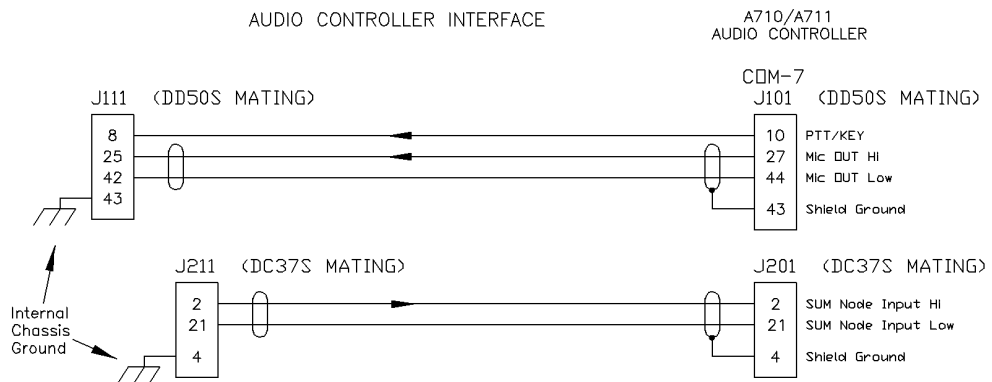 AUDIO CONTROLLER INTERFACE
A710/A711
AUDIO CONTROLLER
COM-7
J111 (DD50S MATING)
J101 (DD50S MATING)
8
10 PTT/KEY
25
27 Mic OUT Hi
42
44 Mic OUT Low
43
43 Shield Ground
J211 (DC37S MATING)
J201 (DC37S MATING)
2
2 SUM Node Input Hi
21
21 SUM Node Input Low
4
4 Shield Ground
Internal
Chassis
Ground